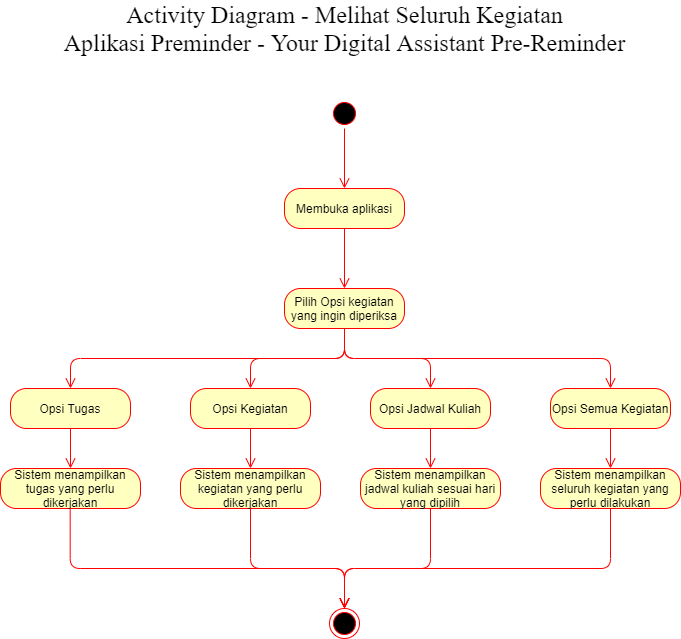 Activity Diagram - Melihat Seluruh Kegiatan
Aplikasi Preminder - Your Digital Assistant Pre-Reminder
Membuka aplikasi
Pilih Opsi kegiatan
yang ingin diperiksa
Opsi Tugas
Opsi Kegiatan
Opsi Jadwal Kuliah
Opsi Semua Kegiatan
Sistem menampilkan
tugas yang perlu
dikerjakan
Sistem menampilkan
kegiatan yang perlu
dikerjakan
Sistem menampilkan
jadwal kuliah sesuai hari
yang dipilih
Sistem menampilkan
seluruh kegiatan yang
perlu dilakukan